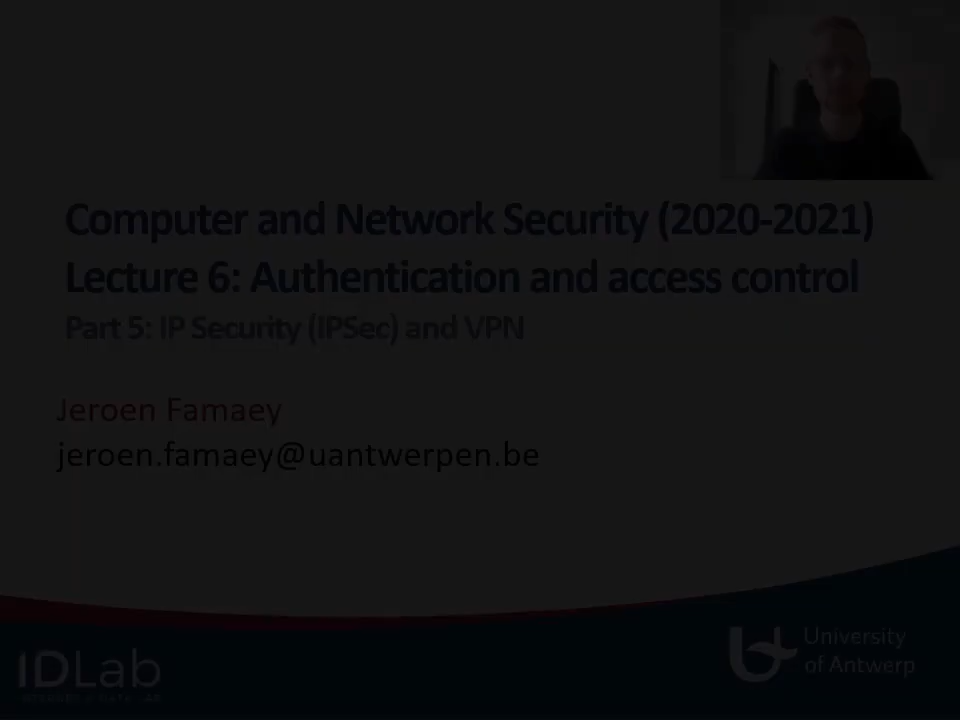 Computer and Network Security (2020-2021)
Lecture 6: Authentication and access control
Part 5: IP Security (IPSec) and VPN
Jeroen Famaey
jeroen.famaey@uantwerpen.be
IDLab
University
of Antwerp